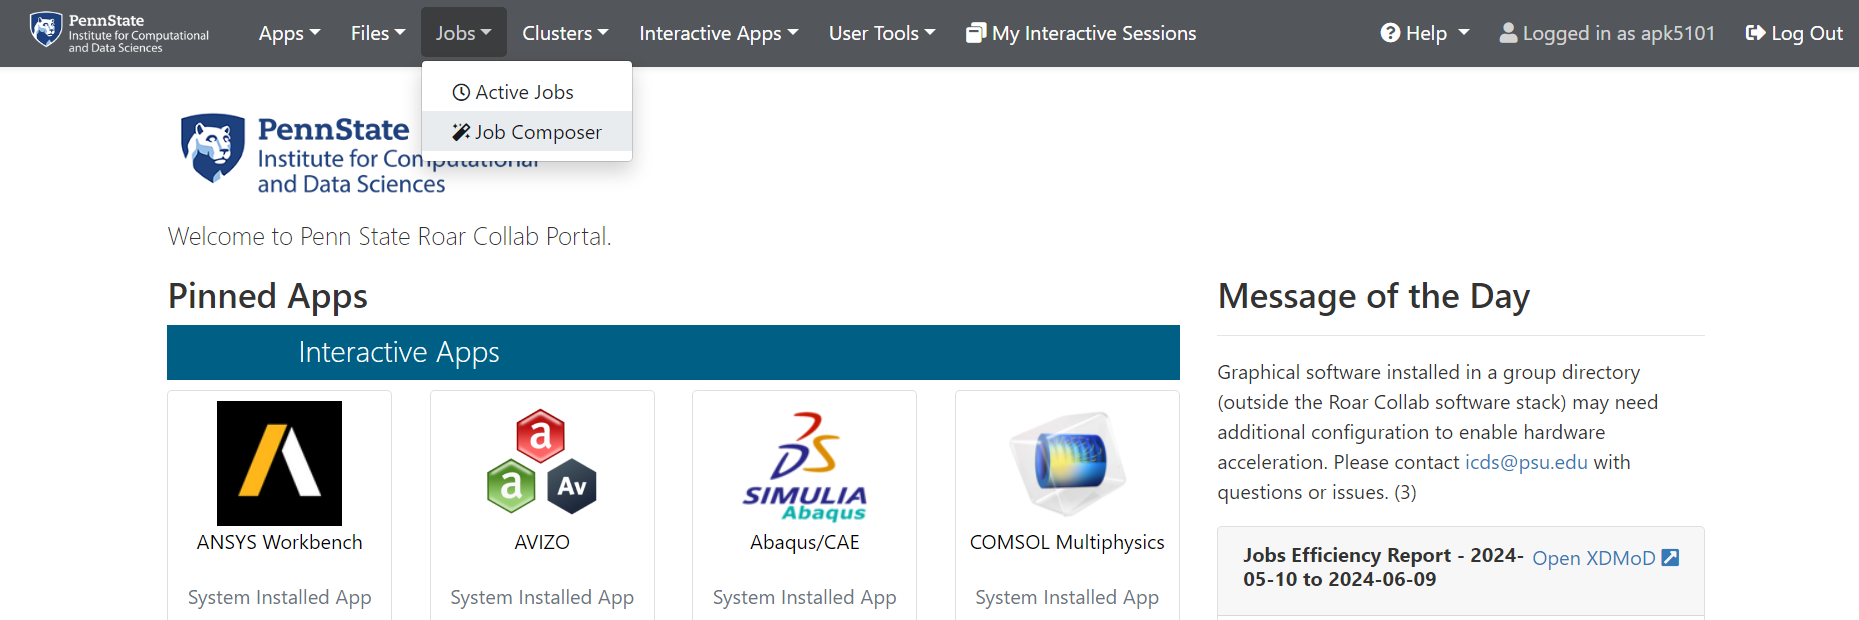 PennState
Institute for Computational
and Data Sciences
Apps
Files
Jobs
Clusters
Interactive Apps
User Tools
My Interactive Sessions
Help
Logged in as apk5101
Log Out
Active Jobs
Job Composer
PennState
Institute for Computational
and Data Sciences
Welcome to Penn State Roar Collab Portal.
Pinned Apps
Interactive Apps
a
a
Av
SIMULIA
Abaqus
ANSYS Workbench
AVIZO
Abaqus/CAE
COMSOL Multiphysics
System Installed App
System Installed App
System Installed App
System Installed App
Message of the Day
Graphical software installed in a group directory
(outside the Roar Collab software stack) may need
additional configuration to enable hardware
acceleration. Please contact icds@psu.edu with
questions or issues. (3)
Jobs Efficiency Report - 2024-
05-10 to 2024-06-09
Open XDMoD